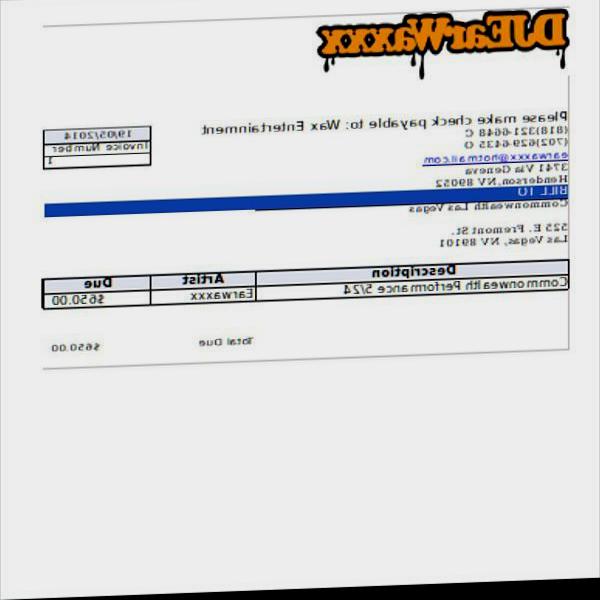 DJEarWaxxx
Please make check payable to: Wax Entertainment
(818)321-6648 C
(702)629-6435 O
earwaxxx@hotmail.com
3741 Via Geneva
Henderson, NV 89052
19/05/2014
Invoice Number
1
BILL TO
Commonwealth Las Vegas
525 E. Fremont St.
Las Vegas, NV 89101
Description Artist Due
Commonwealth Performance 5/24 Earwaxxx $650.00
Total Due $650.00